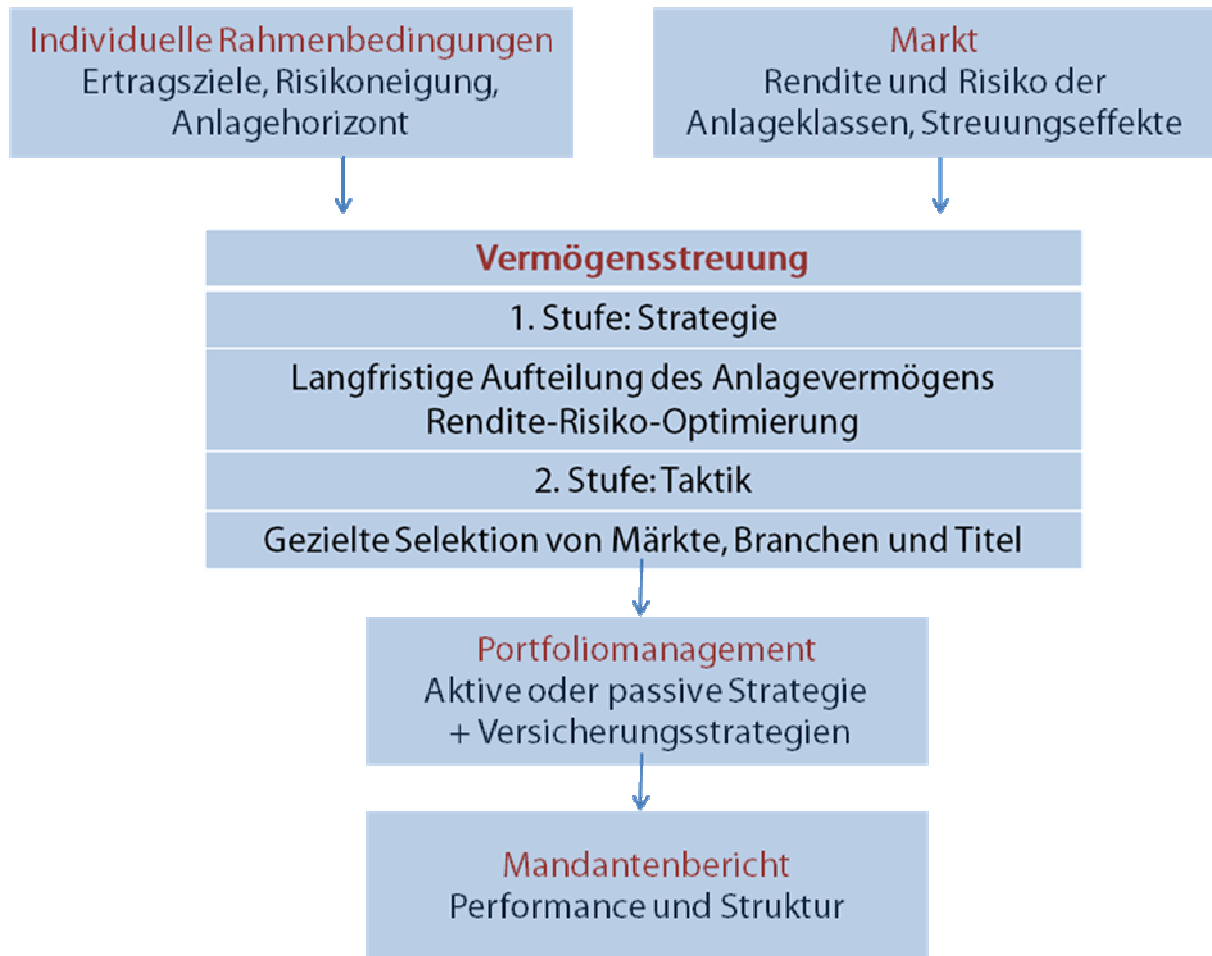 Individuelle Rahmenbedingungen
Ertragsziele, Risikoneigung,
Anlagehorizont
Markt
Rendite und Risiko der
Anlageklassen, Streuungseffekte
Vermögensstreuung
1. Stufe: Strategie
Langfristige Aufteilung des Anlagevermögens
Rendite-Risiko-Optimierung
2. Stufe: Taktik
Gezielte Selektion von Märkte, Branchen und Titel
Portfoliomanagement
Aktive oder passive Strategie
+ Versicherungsstrategien
Mandantenbericht
Performance und Struktur